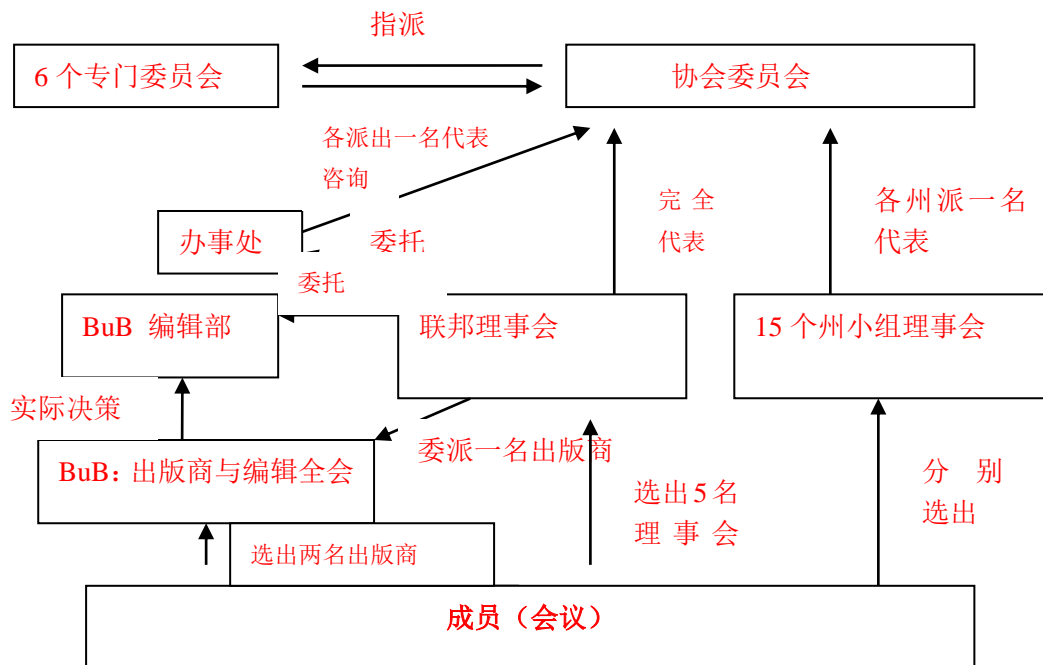 指派
6 个专门委员会
协会委员会
各派出一名代表
咨询
完 全
代表
各州派一名
代表
办事处
委托
委托
BuB 编辑部
联邦理事会
15 个州小组理事会
实际决策
委派一名出版商
BuB：出版商与编辑全会
选出 5 名
理 事 会
分 别
选出
选出两名出版商
成员（会议）